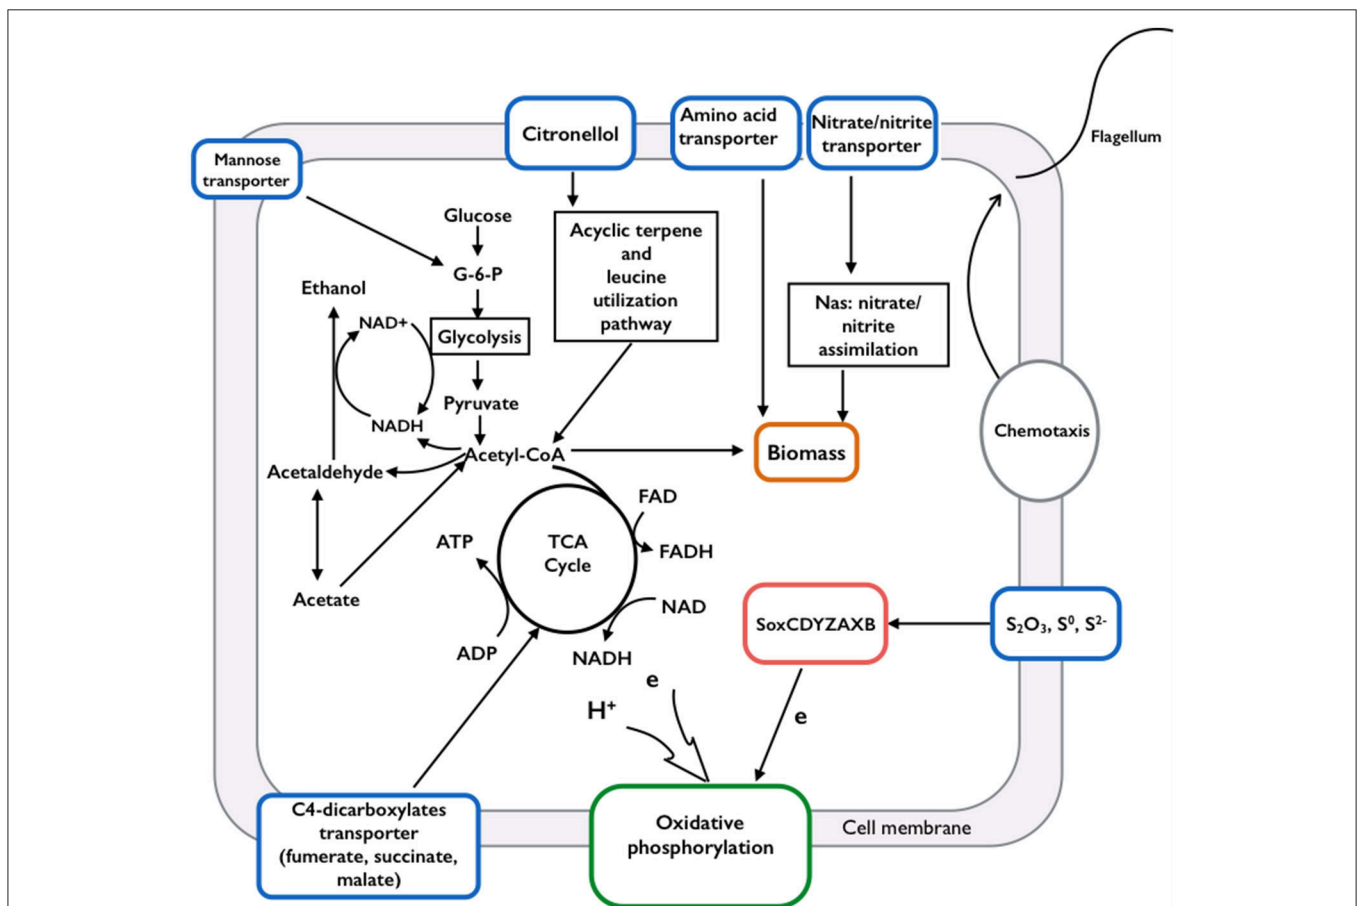 Flagellum
Citronellol
Amino acid
transporter
Nitrate/nitrite
transporter
Mannose
transporter
Glucose
G-6-P
Glycolysis
Pyruvate
Acetyl-CoA
Ethanol
NAD+
NADH
Acetaldehyde
Acetate
Acyclic terpene
and
leucine
utilization
pathway
Nas: nitrate/
nitrite
assimilation
Biomass
Chemotaxis
TCA
Cycle
FAD
FADH
NAD
NADH
ATP
ADP
SoxCDYZAXB
S₂O₃, S⁰, S²⁻
e
H⁺
e
C4-dicarboxylates
transporter
(fumerate, succinate,
malate)
Oxidative
phosphorylation
Cell membrane